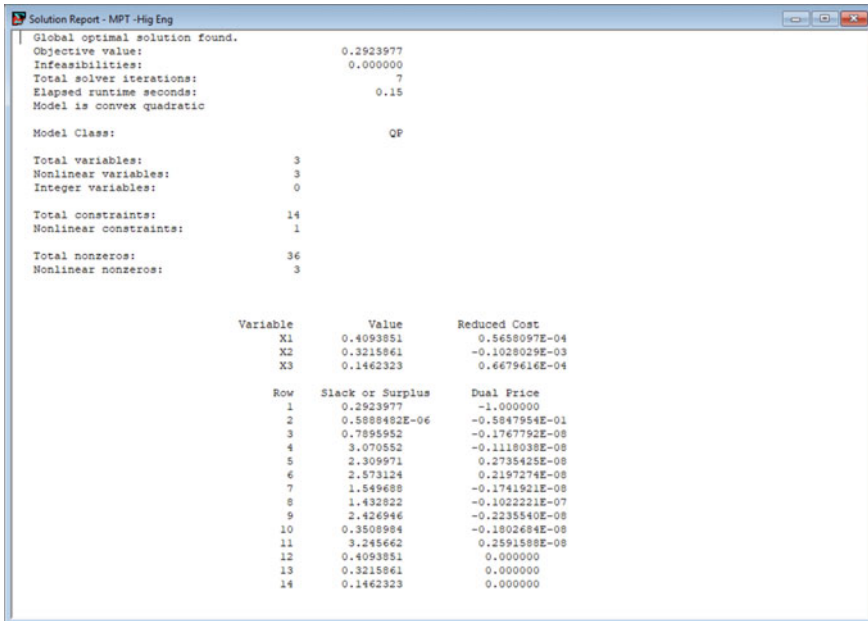 Solution Report - MPT -Hig Eng
Global optimal solution found.
Objective value: 0.2923977
Infeasibilities: 0.000000
Total solver iterations: 7
Elapsed runtime seconds: 0.15
Model is convex quadratic
Model Class: QP
Total variables: 3
Nonlinear variables: 3
Integer variables: 0
Total constraints: 14
Nonlinear constraints: 1
Total nonzeros: 36
Nonlinear nonzeros: 3
Variable Value Reduced Cost
X1 0.4093851 0.5658097E-04
X2 0.3215861 -0.1028029E-03
X3 0.1462323 0.6679616E-04
Row Slack or Surplus Dual Price
1 0.2923977 -1.000000
2 0.5888482E-06 -0.5847954E-01
3 0.7895952 -0.1767792E-08
4 3.070552 -0.1118038E-08
5 2.309971 0.2735425E-08
6 2.573124 0.2197274E-08
7 1.549688 -0.1741921E-08
8 1.432822 -0.1022221E-07
9 2.426946 -0.2235540E-08
10 0.3508984 -0.1802684E-08
11 3.245662 0.2591588E-08
12 0.4093851 0.000000
13 0.3215861 0.000000
14 0.1462323 0.000000